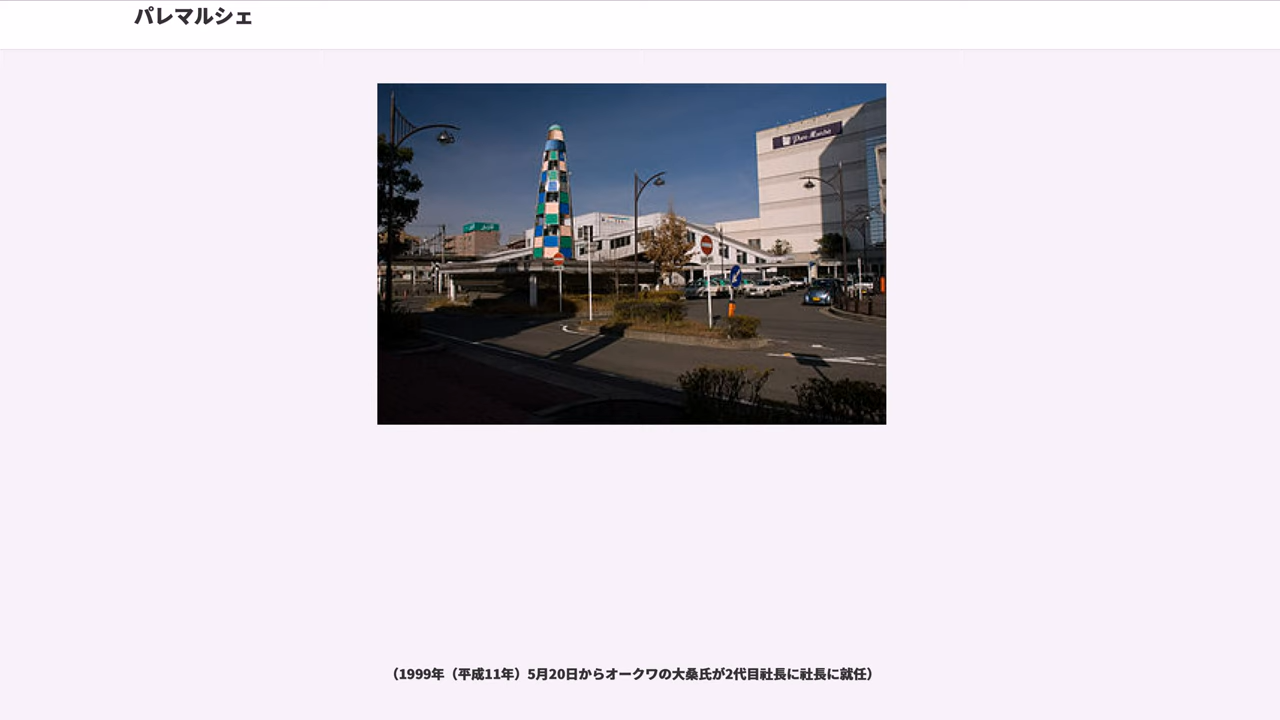 パレマルシェ
（1999年（平成11年）5月20日からオークワの大桑氏が2代目社長に社長に就任）